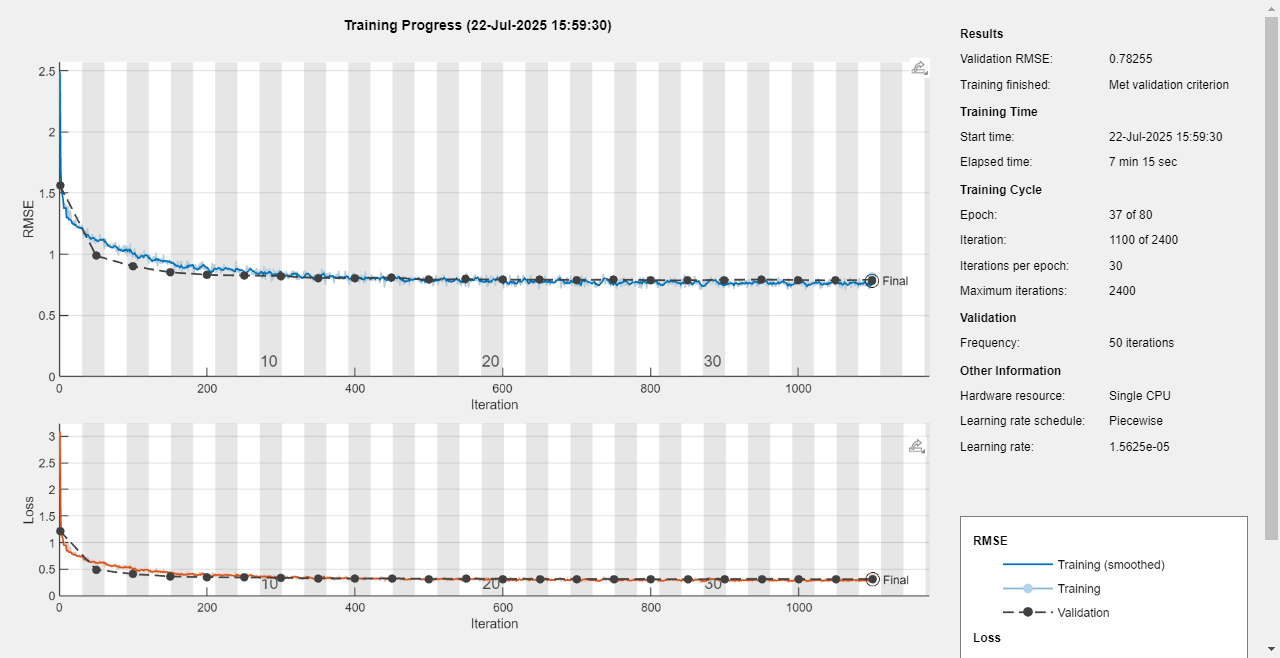 Training Progress (22-Jul-2025 15:59:30)
2.5
2
1.5
1
0.5
0
RMSE
10
20
30
Final
0
200
400
600
800
1000
Iteration
3
2.5
2
1.5
1
0.5
0
Loss
10
20
30
Final
0
200
400
600
800
1000
Iteration
Results
Validation RMSE: 0.78255
Training finished: Met validation criterion
Training Time
Start time: 22-Jul-2025 15:59:30
Elapsed time: 7 min 15 sec
Training Cycle
Epoch: 37 of 80
Iteration: 1100 of 2400
Iterations per epoch: 30
Maximum iterations: 2400
Validation
Frequency: 50 iterations
Other Information
Hardware resource: Single CPU
Learning rate schedule: Piecewise
Learning rate: 1.5625e-05
RMSE
Training (smoothed)
Training
Validation
Loss